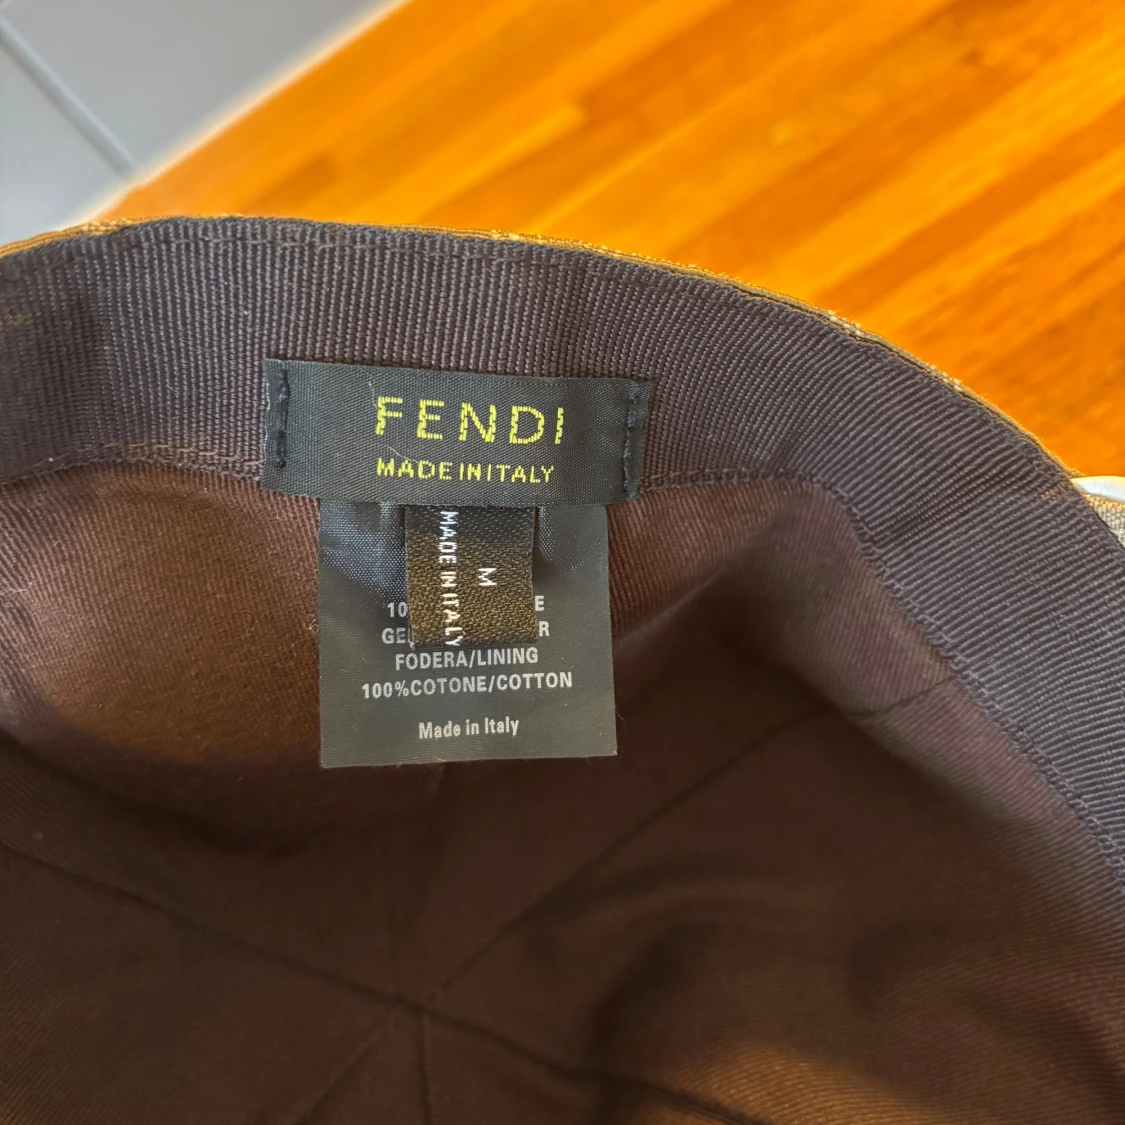 FENDI
MADE IN ITALY
MADE IN ITALY
M
FODERA/LINING
100%COTONE/COTTON
Made in Italy